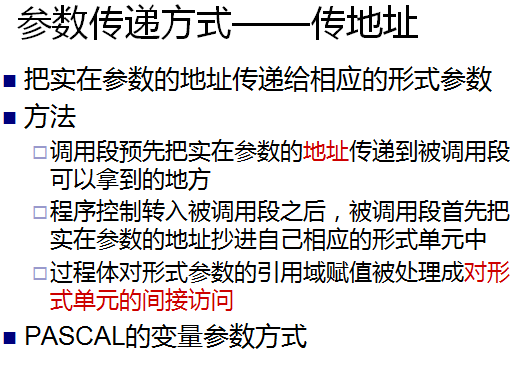 参数传递方式——传地址
把实在参数的地址传递给相应的形式参数
方法
调用段预先把实在参数的地址传递到被调用段
可以拿到的地方
程序控制转入被调用段之后，被调用段首先把
实在参数的地址抄进自己相应的形式单元中
过程体对形式参数的引用域赋值被处理成对形
式单元的间接访问
PASCAL的变量参数方式